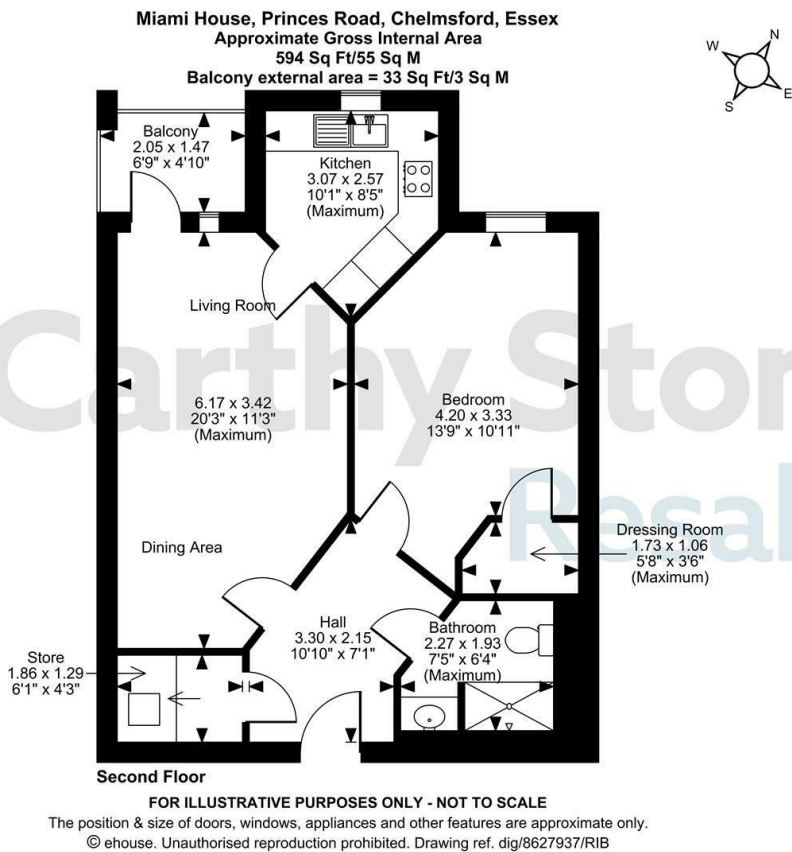 Miami House, Princes Road, Chelmsford, Essex
Approximate Gross Internal Area
594 Sq Ft/55 Sq M
Balcony external area = 33 Sq Ft/3 Sq M
N
W
E
S
Balcony
2.05 x 1.47
6'9" x 4'10"
Kitchen
3.07 x 2.57
10'1" x 8'5"
(Maximum)
Living Room
6.17 x 3.42
20'3" x 11'3"
(Maximum)
Bedroom
4.20 x 3.33
13'9" x 10'11"
Carthy Ston
Resal
Dining Area
Dressing Room
1.73 x 1.06
5'8" x 3'6"
(Maximum)
Hall
3.30 x 2.15
10'10" x 7'1"
Bathroom
2.27 x 1.93
7'5" x 6'4"
(Maximum)
Store
1.86 x 1.29
6'1" x 4'3"
Second Floor
FOR ILLUSTRATIVE PURPOSES ONLY - NOT TO SCALE
The position & size of doors, windows, appliances and other features are approximate only.
© ehouse. Unauthorised reproduction prohibited. Drawing ref. dig/8627937/RIB